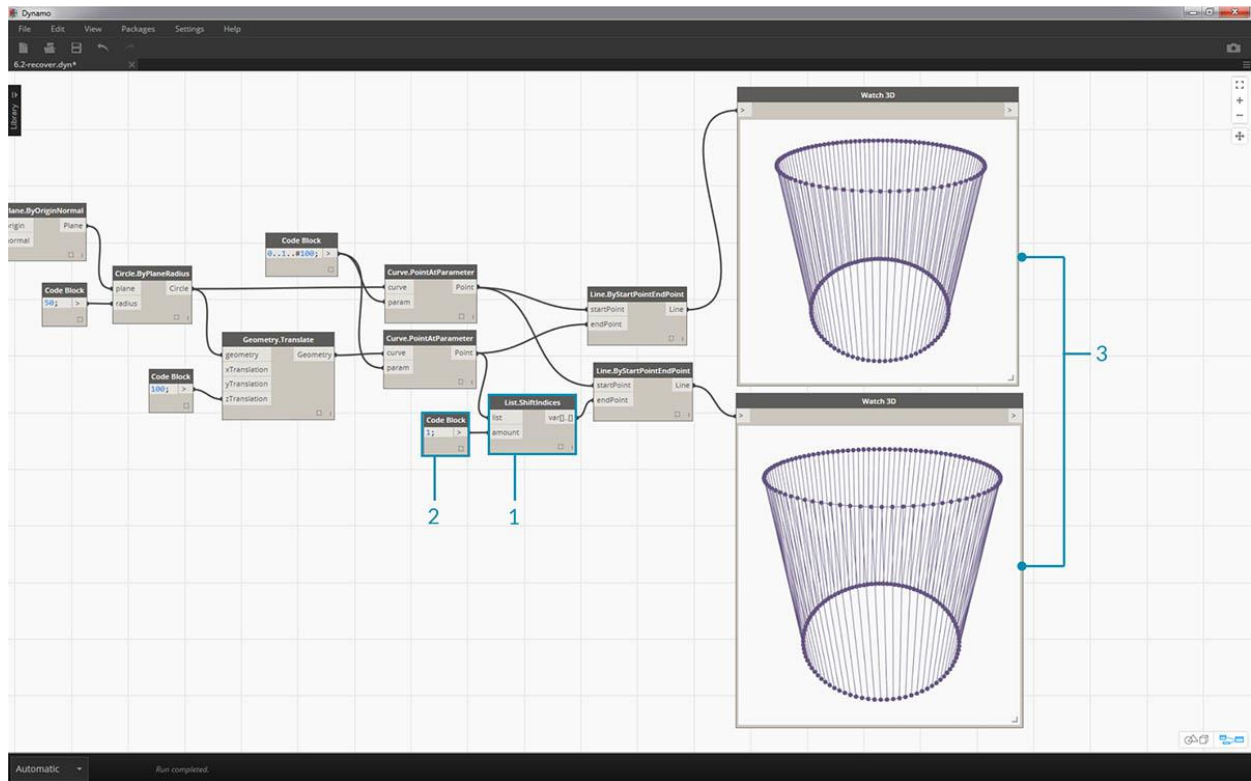 Dynamo
File Edit View Packages Settings Help
6.2-recover.dyn*
Library
Watch 3D
> >
Plane.ByOriginNormal
origin Plane
normal
Code Block
0..1..#100; >
Circle.ByPlaneRadius
plane Circle
radius
Code Block
50; >
Curve.PointAtParameter
curve Point
param
Line.ByStartPointEndPoint
startPoint Line
endPoint
Geometry.Translate
geometry Geometry
xTranslation
yTranslation
zTranslation
Code Block
100; >
Curve.PointAtParameter
curve Point
param
Line.ByStartPointEndPoint
startPoint Line
endPoint
List.ShiftIndices
list var[]..[]
amount
Code Block
1; >
Watch 3D
> >
3
2
1
Automatic
Run completed.